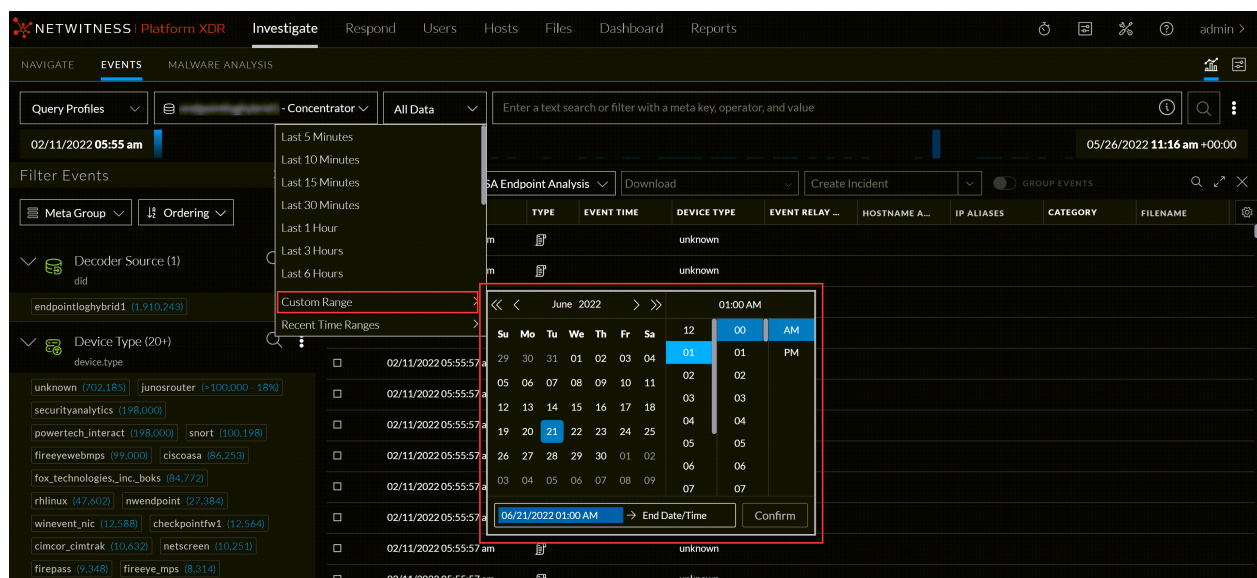 NETWITNESS | Platform XDR Investigate Respond Users Hosts Files Dashboard Reports admin >
NAVIGATE EVENTS MALWARE ANALYSIS
Query Profiles - Concentrator All Data Enter a text search or filter with a meta key, operator, and value
02/11/2022 05:55 am 05/26/2022 11:16 am +00:00
Last 5 Minutes
Last 10 Minutes
Last 15 Minutes
Last 30 Minutes
Last 1 Hour
Last 3 Hours
Last 6 Hours
Custom Range
Recent Time Ranges
Filter Events
Meta Group Ordering
SA Endpoint Analysis Download Create Incident GROUP EVENTS
TYPE EVENT TIME DEVICE TYPE EVENT RELAY ... HOSTNAME A... IP ALIASES CATEGORY FILENAME
m unknown
m unknown
Decoder Source (1)
did
endpointloghybrid1 (1,910,243)
Device Type (20+)
device.type
unknown (702,185) junosrouter (>100,000 - 18%)
securityanalytics (198,000)
powertech_interact (198,000) snort (100,198)
fireeyewebmps (99,000) ciscoasa (86,253)
fox_technologies,_inc._boks (84,772)
rhlinux (47,602) nwendpoint (27,384)
winevent_nic (12,588) checkpointfw1 (12,564)
cimcor_cimtrak (10,632) netscreen (10,251)
firepass (9,348) fireeye_mps (8,314)
02/11/2022 05:55:57 a
02/11/2022 05:55:57 a
02/11/2022 05:55:57 a
02/11/2022 05:55:57 a
02/11/2022 05:55:57 a
02/11/2022 05:55:57 a
02/11/2022 05:55:57 am unknown
June 2022 01:00 AM
Su Mo Tu We Th Fr Sa
29 30 31 01 02 03 04
05 06 07 08 09 10 11
12 13 14 15 16 17 18
19 20 21 22 23 24 25
26 27 28 29 30 01 02
03 04 05 06 07 08 09
12 00 AM
01 01 PM
02 02
03 03
04 04
05 05
06 06
07 07
06/21/2022 01:00 AM → End Date/Time Confirm